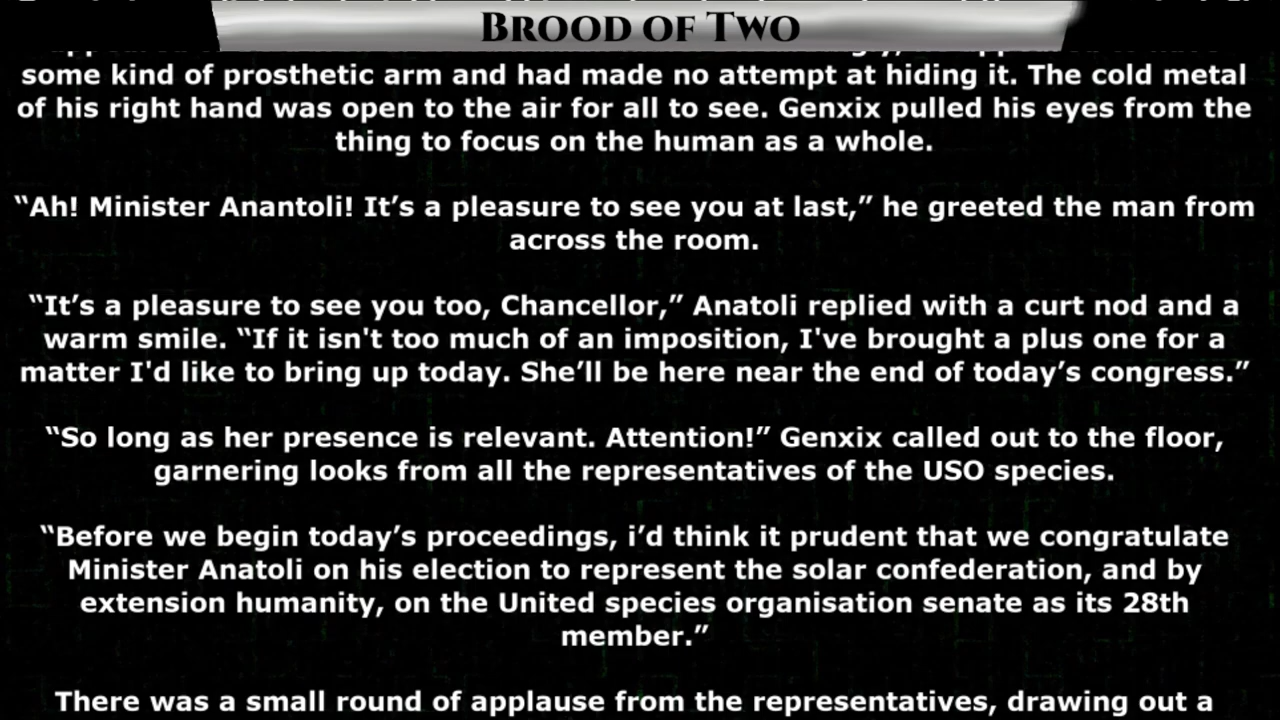 BROOD OF TWO
some kind of prosthetic arm and had made no attempt at hiding it. The cold metal
of his right hand was open to the air for all to see. Genxix pulled his eyes from the
thing to focus on the human as a whole.
“Ah! Minister Anantoli! It’s a pleasure to see you at last,” he greeted the man from
across the room.
“It’s a pleasure to see you too, Chancellor,” Anatoli replied with a curt nod and a
warm smile. “If it isn't too much of an imposition, I've brought a plus one for a
matter I'd like to bring up today. She’ll be here near the end of today’s congress.”
“So long as her presence is relevant. Attention!” Genxix called out to the floor,
garnering looks from all the representatives of the USO species.
“Before we begin today’s proceedings, i’d think it prudent that we congratulate
Minister Anatoli on his election to represent the solar confederation, and by
extension humanity, on the United species organisation senate as its 28th
member.”
There was a small round of applause from the representatives, drawing out a